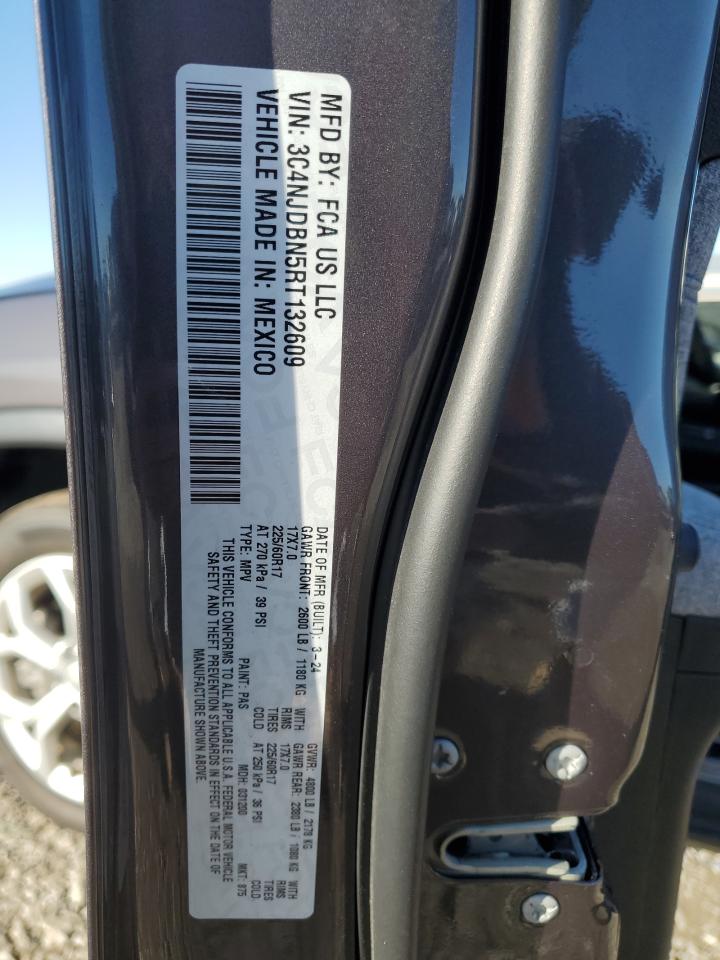 MFD BY: FCA US LLC
VIN: 3C4NJDBN5RT132609
VEHICLE MADE IN: MEXICO
DATE OF MFR (BUILT): 3-24 GVWR: 4800 LB / 2178 KG
GAWR FRONT: 2600 LB / 1180 KG WITH GAWR REAR: 2380 LB / 1080 KG WITH
17X7.0 RIMS 17X7.0 RIMS
225/60R17 TIRES 225/60R17 TIRES
AT 270 kPa / 39 PSI COLD AT 250 kPa / 36 PSI COLD
TYPE: MPV PAINT: PAS MDH: 031200 MKT: 875
THIS VEHICLE CONFORMS TO ALL APPLICABLE U.S.A. FEDERAL MOTOR VEHICLE
SAFETY AND THEFT PREVENTION STANDARDS IN EFFECT ON THE DATE OF
MANUFACTURE SHOWN ABOVE.